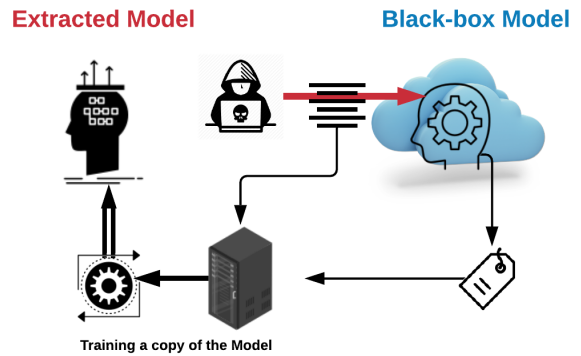 Extracted Model
Black-box Model
Training a copy of the Model